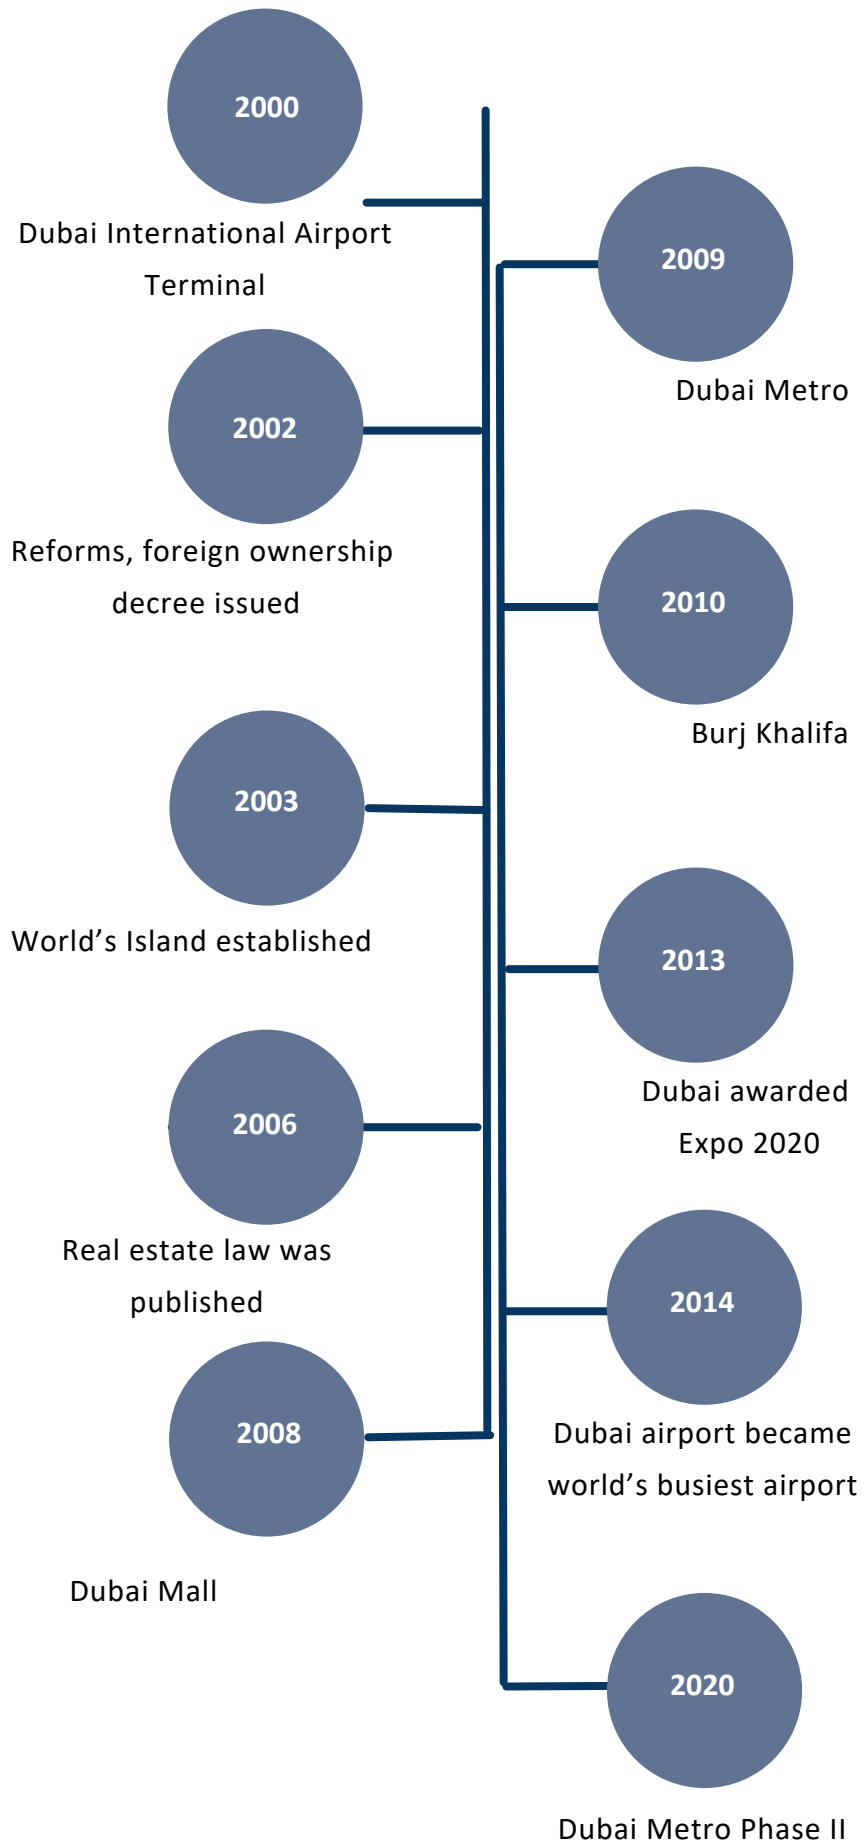 2000
Dubai International Airport
Terminal
2002
Reforms, foreign ownership
decree issued
2003
World’s Island established
2006
Real estate law was
published
2008
Dubai Mall
2009
Dubai Metro
2010
Burj Khalifa
2013
Dubai awarded
Expo 2020
2014
Dubai airport became
world’s busiest airport
2020
Dubai Metro Phase II